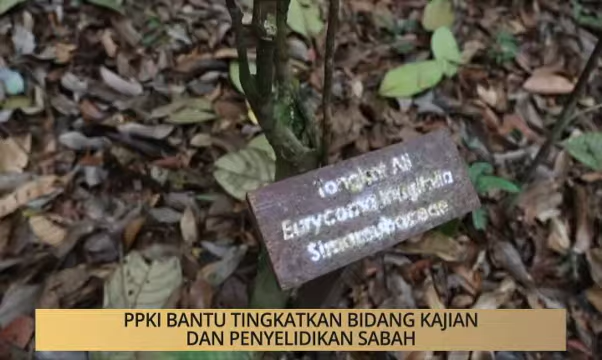 Tongkat Ali
Eurycoma longifolia
Simaroubaceae
PPKI BANTU TINGKATKAN BIDANG KAJIAN
DAN PENYELIDIKAN SABAH